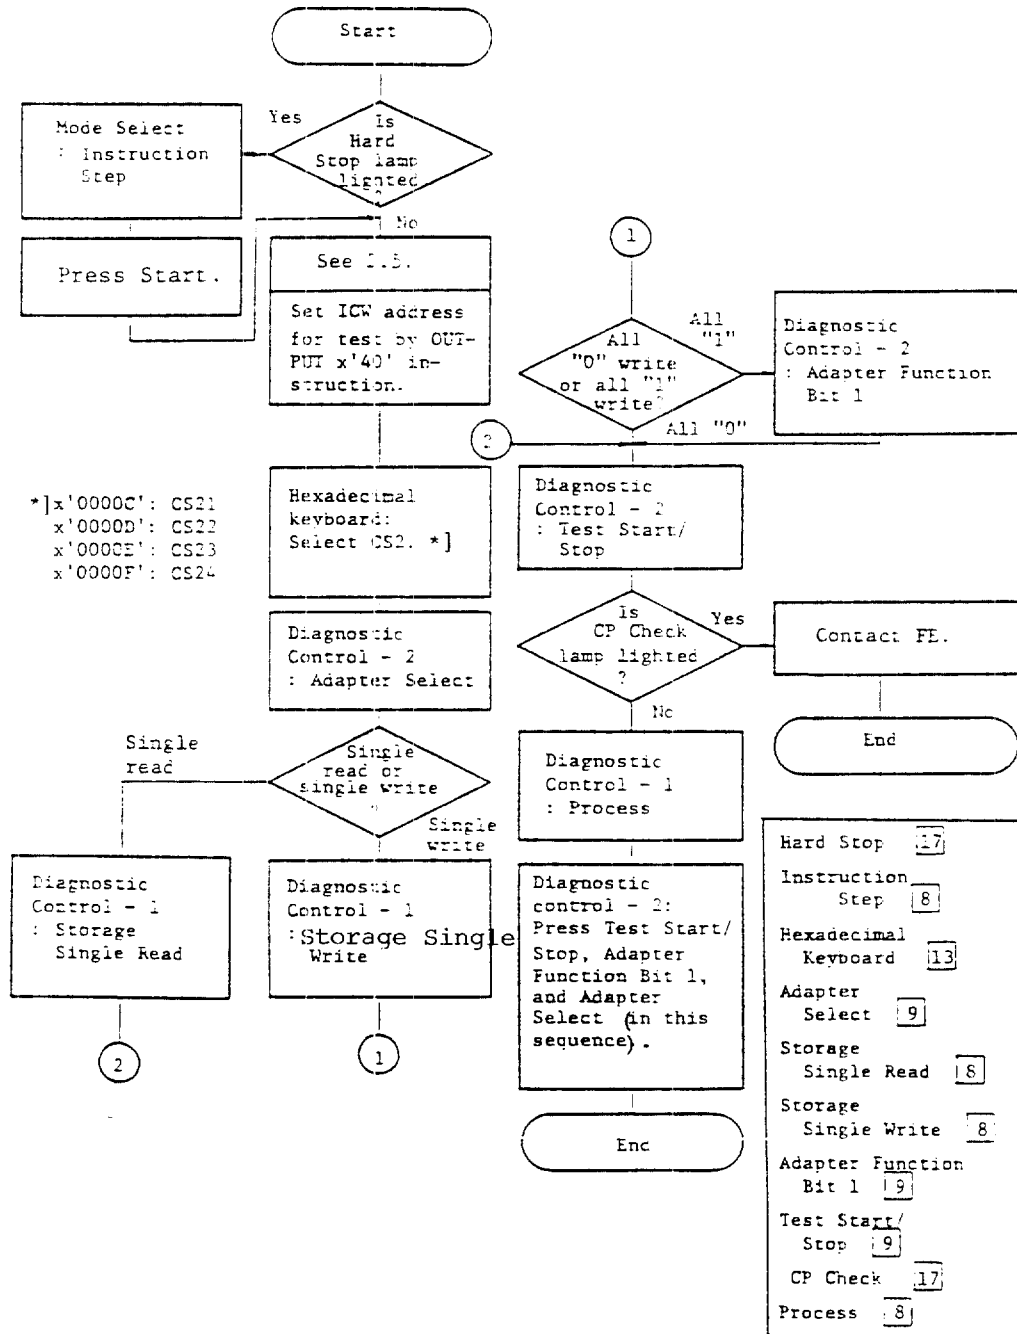 Start
Is
Hard
Stop lamp
lighted
?
Yes
No
Mode Select
: Instruction
Step
Press Start.
Set ICW address
for test by OUT-
PUT x'40' in-
struction.
Hexadecimal
keyboard:
Select CS2. *]
*]x'0000C': CS21
x'0000D': CS22
x'0000E': CS23
x'0000F': CS24
Diagnostic
Control - 2
: Adapter Select
Single
read or
single write
Single
read
Single
write
Diagnostic
Control - 1
: Storage
Single Read
2
Diagnostic
Control - 1
:Storage Single
Write
1
1
All
"0" write
or all "1"
write?
All
"1"
All "0"
Diagnostic
Control - 2
: Adapter Function
Bit 1
2
Diagnostic
Control - 2
: Test Start/
Stop
Is
CP Check
lamp lighted
?
Yes
No
Contact FE.
End
Diagnostic
Control - 1
: Process
Diagnostic
control - 2:
Press Test Start/
Stop, Adapter
Function Bit 1,
and Adapter
Select (in this
sequence).
End
Hard Stop 17
Instruction
Step 8
Hexadecimal
Keyboard 13
Adapter
Select 9
Storage
Single Read 8
Storage
Single Write 8
Adapter Function
Bit 1 9
Test Start/
Stop 9
CP Check 17
Process 8